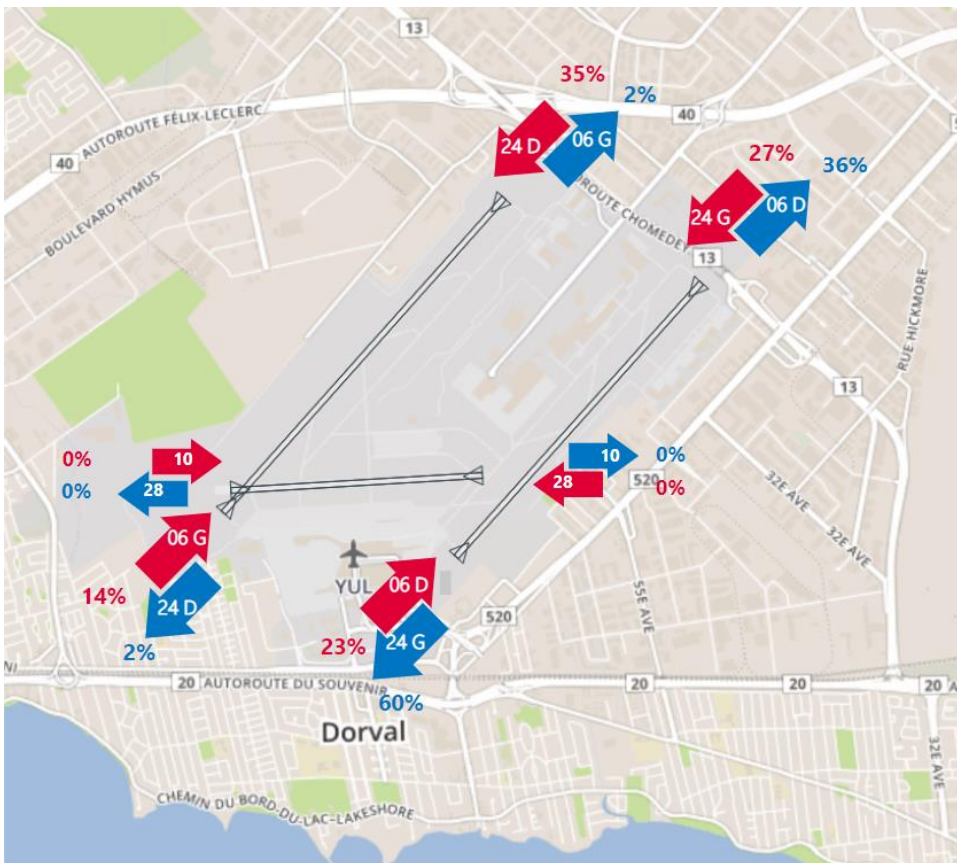 13
35%
2%
AUTOROUTE FÉLIX-LECLERC
40
40
24 D
06 G
27%
36%
BOULEVARD HYMUS
24 G
06 D
ROUTE CHOMEDEY
13
RUE HICKMORE
13
0%
10
0%
28
10
0%
28
0%
520
32E AVE
32E AVE
06 G
24 D
14%
2%
YUL
06 D
24 G
23%
60%
520
55E AVE
20
AUTOROUTE DU SOUVENIR
20
20
20
Dorval
32E AVE
CHEMIN DU BORD-DU-LAC-LAKESHORE